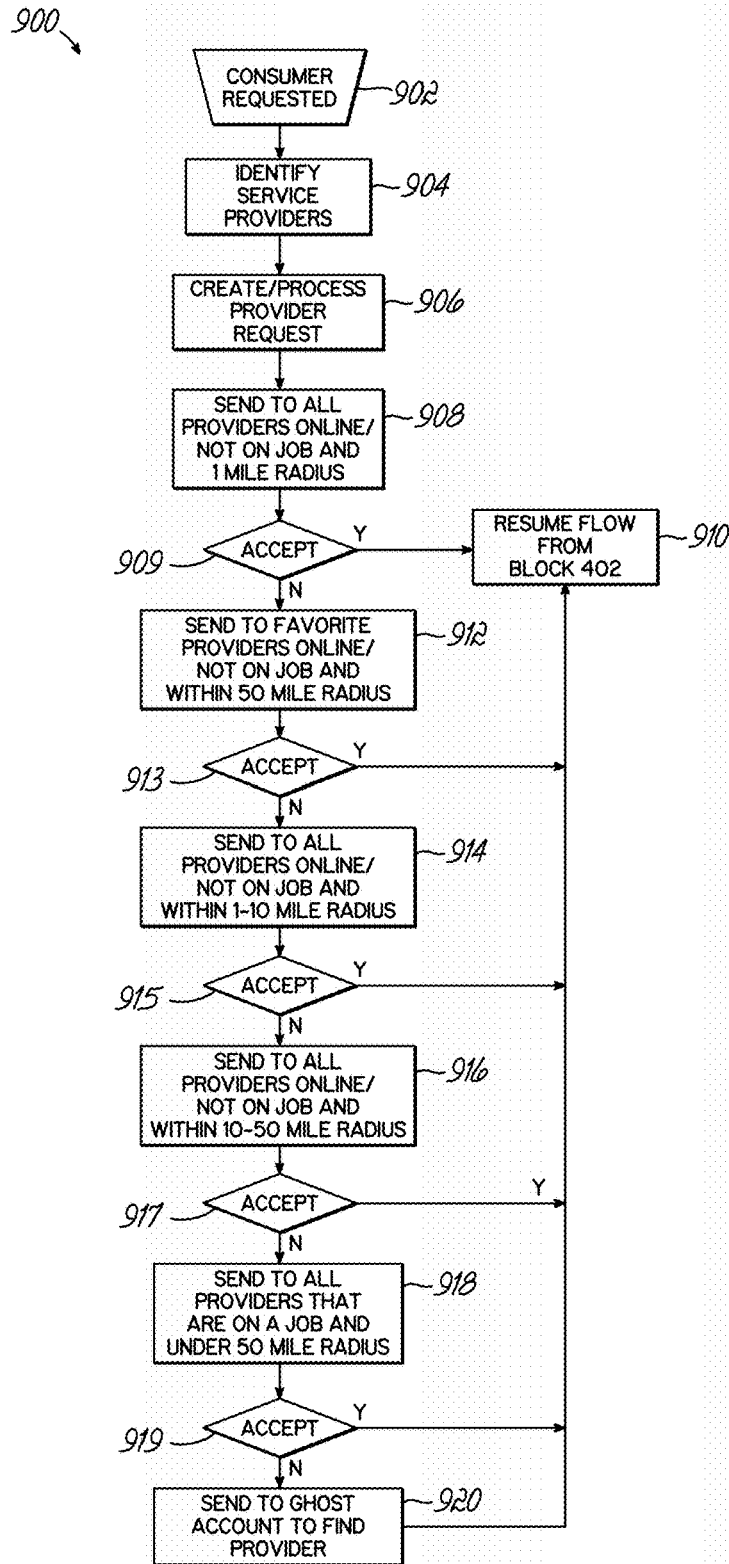 900
CONSUMER
REQUESTED
902
IDENTIFY
SERVICE
PROVIDERS
904
CREATE/PROCESS
PROVIDER
REQUEST
906
SEND TO ALL
PROVIDERS ONLINE/
NOT ON JOB AND
1 MILE RADIUS
908
ACCEPT
909
Y
N
RESUME FLOW
FROM
BLOCK 402
910
SEND TO FAVORITE
PROVIDERS ONLINE/
NOT ON JOB AND
WITHIN 50 MILE RADIUS
912
ACCEPT
913
Y
N
SEND TO ALL
PROVIDERS ONLINE/
NOT ON JOB AND
WITHIN 1-10 MILE RADIUS
914
ACCEPT
915
Y
N
SEND TO ALL
PROVIDERS ONLINE/
NOT ON JOB AND
WITHIN 10-50 MILE RADIUS
916
ACCEPT
917
Y
N
SEND TO ALL
PROVIDERS THAT
ARE ON A JOB AND
UNDER 50 MILE RADIUS
918
ACCEPT
919
Y
N
SEND TO GHOST
ACCOUNT TO FIND
PROVIDER
920